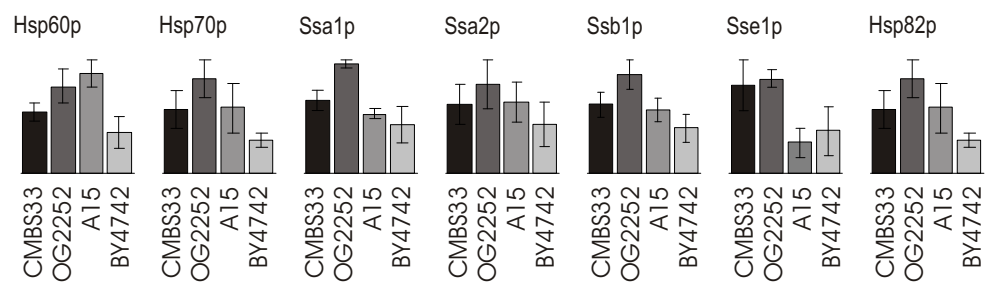 Hsp60p Hsp70p Ssa1p Ssa2p Ssb1p Sse1p Hsp82p
CMBS33 OG2252 A15 BY4742 CMBS33 OG2252 A15 BY4742 CMBS33 OG2252 A15 BY4742 CMBS33 OG2252 A15 BY4742 CMBS33 OG2252 A15 BY4742 CMBS33 OG2252 A15 BY4742 CMBS33 OG2252 A15 BY4742